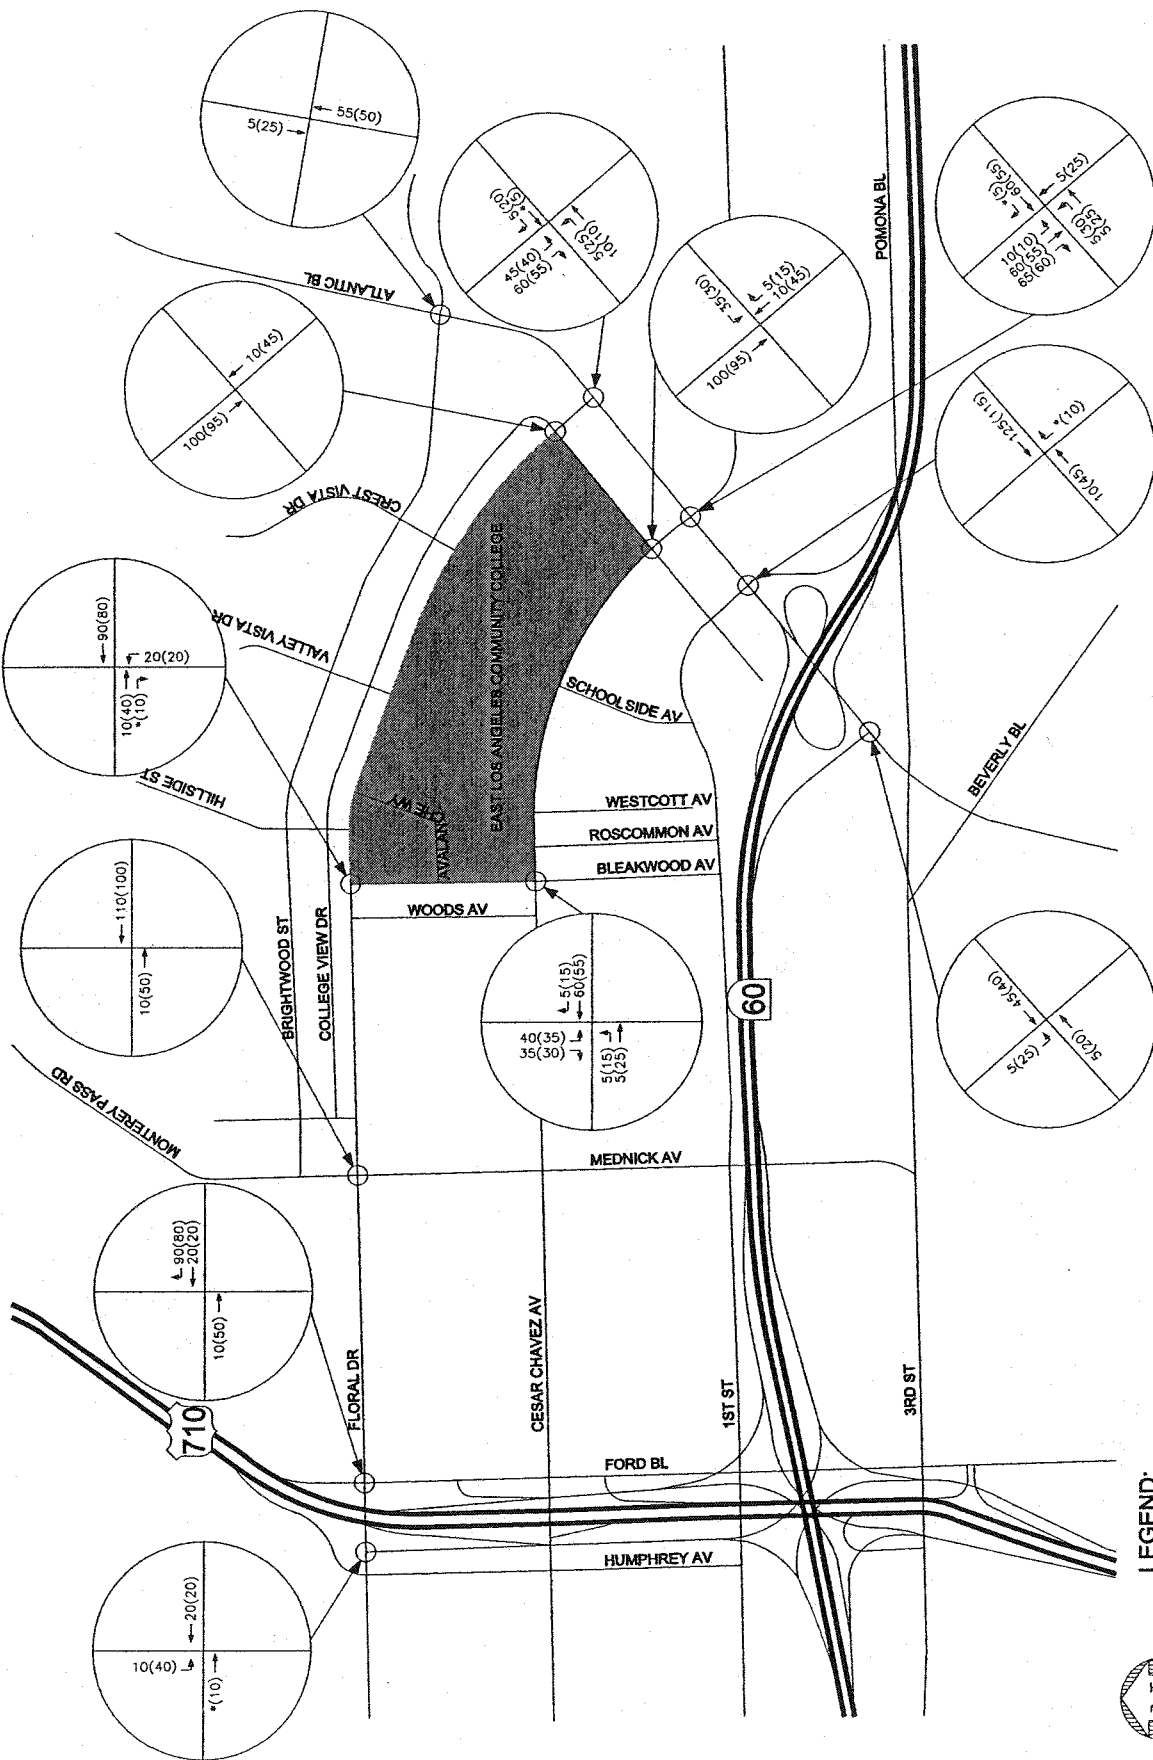 55(50)
5(25)
5(20)
*(5)
45(40)
60(55)
5(25)
10(10)
*(5)
60(55)
5(25)
10(10)
60(55)
65(60)
5(30)
5(25)
ATLANTIC BL
POMONA BL
10(45)
100(95)
35(30)
5(15)
10(45)
100(95)
125(115)
*(10)
10(45)
CREST VISTA DR
VALLEY VISTA DR
HILLSIDE ST
EAST LOS ANGELES COMMUNITY COLLEGE
AVALANCHE WY
90(80)
20(20)
10(40)
*(10)
SCHOOLSIDE AV
WESTCOTT AV
ROSCOMMON AV
BLEAKWOOD AV
WOODS AV
BEVERLY BL
110(100)
10(50)
BRIGHTWOOD ST
COLLEGE VIEW DR
5(15)
60(55)
40(35)
35(30)
5(15)
5(25)
60
45(40)
5(25)
5(20)
MONTEREY PASS RD
MEDNICK AV
90(80)
20(20)
10(50)
710
FLORAL DR
CESAR CHAVEZ AV
1ST ST
3RD ST
FORD BL
HUMPHREY AV
20(20)
10(40)
*(10)
LEGEND: